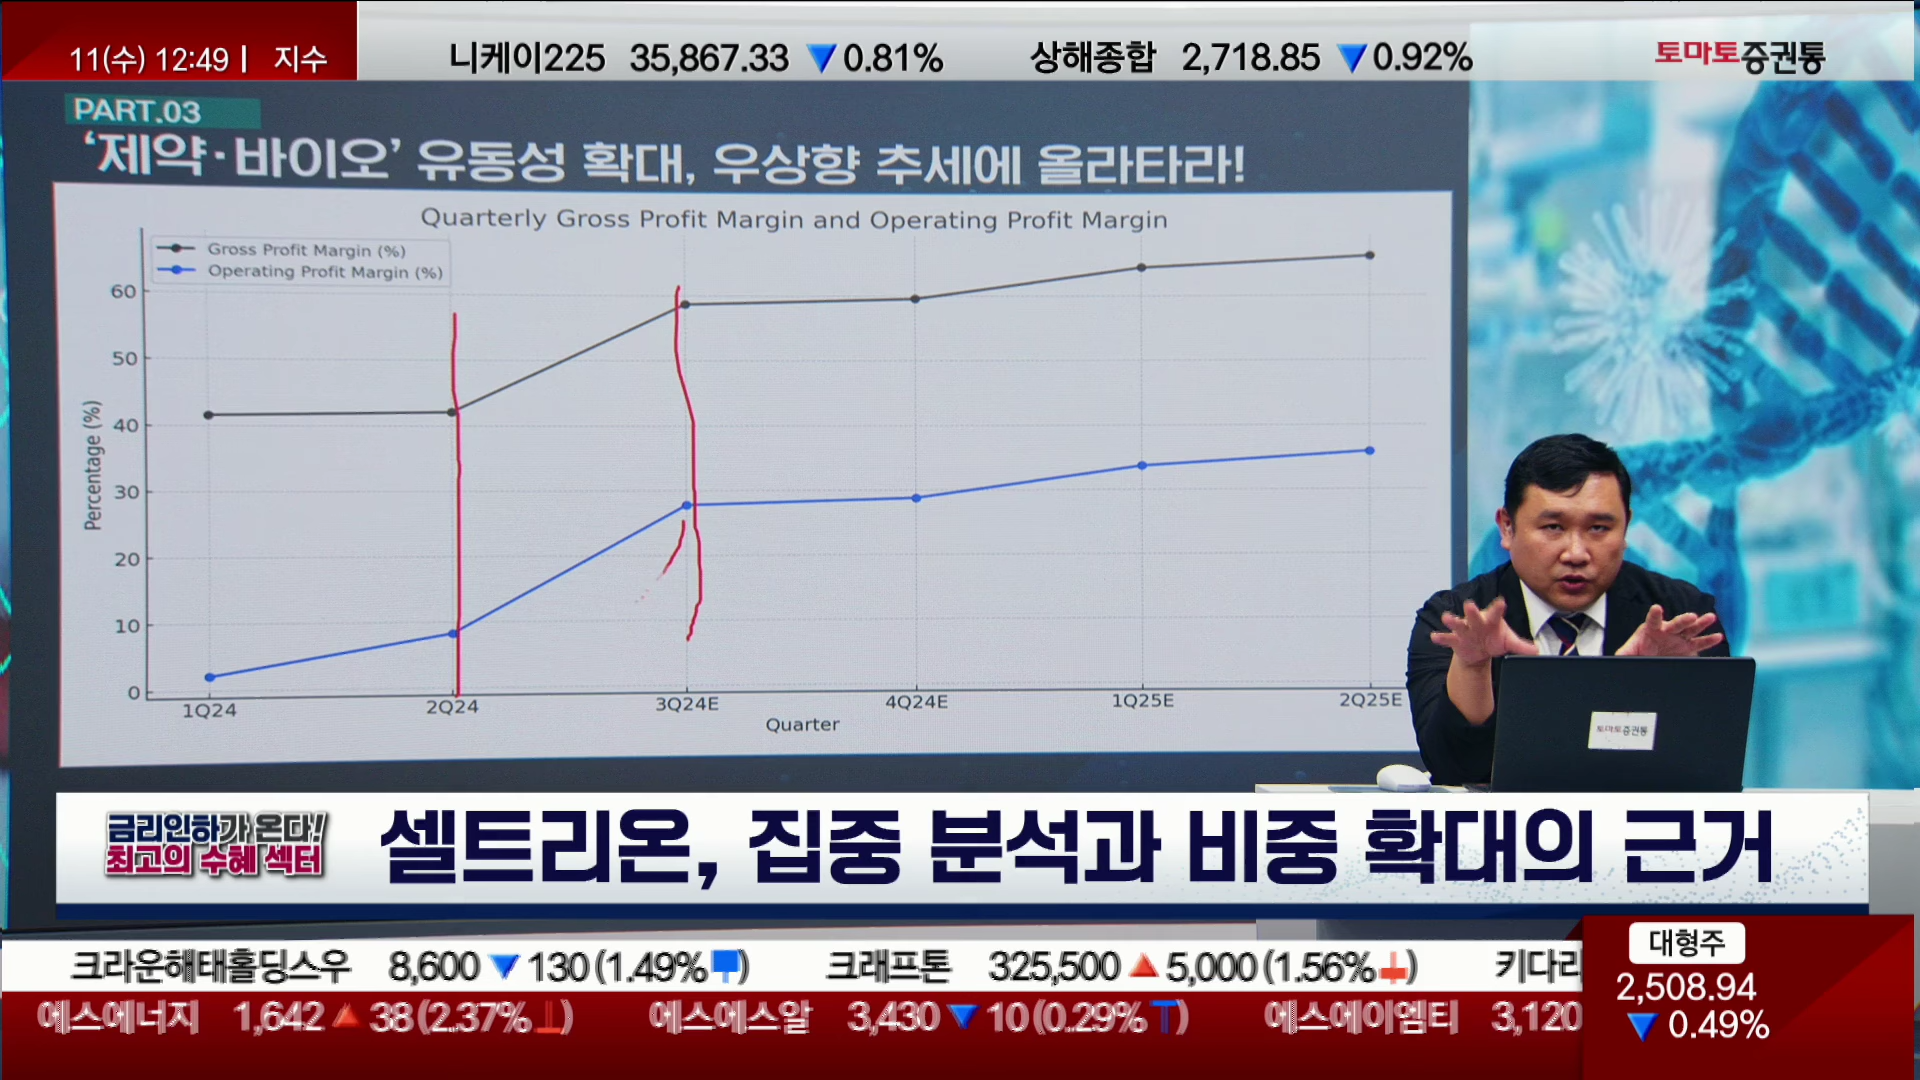 11(수) 12:49 | 지수
니케이225 35,867.33 ▼0.81% 상해종합 2,718.85 ▼0.92%
토마토증권통
PART.03
‘제약·바이오’ 유동성 확대, 우상향 추세에 올라타라!
Quarterly Gross Profit Margin and Operating Profit Margin
Gross Profit Margin (%)
Operating Profit Margin (%)
Percentage (%)
60
50
40
30
20
10
0
1Q24 2Q24 3Q24E 4Q24E 1Q25E 2Q25E
Quarter
토마토증권통
금리인하가 온다!
최고의 수혜 섹터
셀트리온, 집중 분석과 비중 확대의 근거
크라운해태홀딩스우 8,600 ▼130 (1.49%) 크래프톤 325,500 ▲5,000 (1.56%) 키다리
에스에너지 1,642 ▲38 (2.37%) 에스에스알 3,430 ▼10 (0.29%) 에스에이엠티 3,120
대형주
2,508.94
▼0.49%